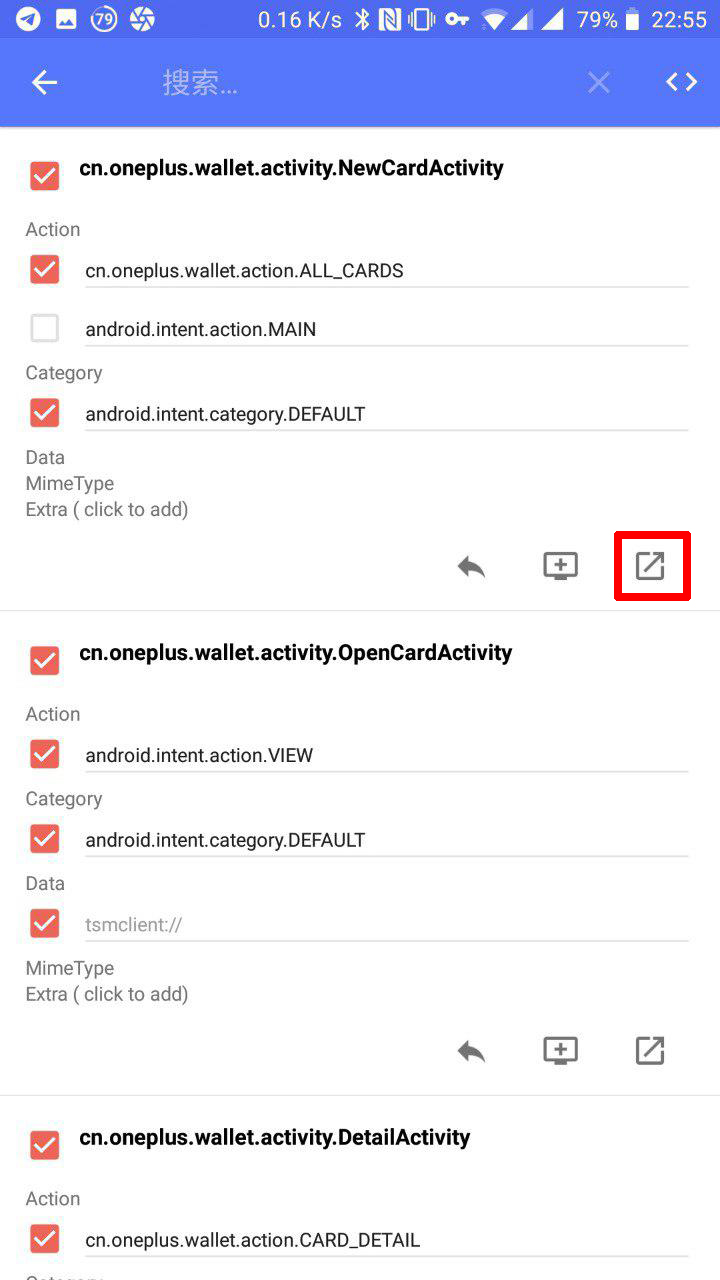 79 0.16 K/s 79% 22:55
搜索...
cn.oneplus.wallet.activity.NewCardActivity
Action
cn.oneplus.wallet.action.ALL_CARDS
android.intent.action.MAIN
Category
android.intent.category.DEFAULT
Data
MimeType
Extra ( click to add)
cn.oneplus.wallet.activity.OpenCardActivity
Action
android.intent.action.VIEW
Category
android.intent.category.DEFAULT
Data
tsmclient://
MimeType
Extra ( click to add)
cn.oneplus.wallet.activity.DetailActivity
Action
cn.oneplus.wallet.action.CARD_DETAIL
Category